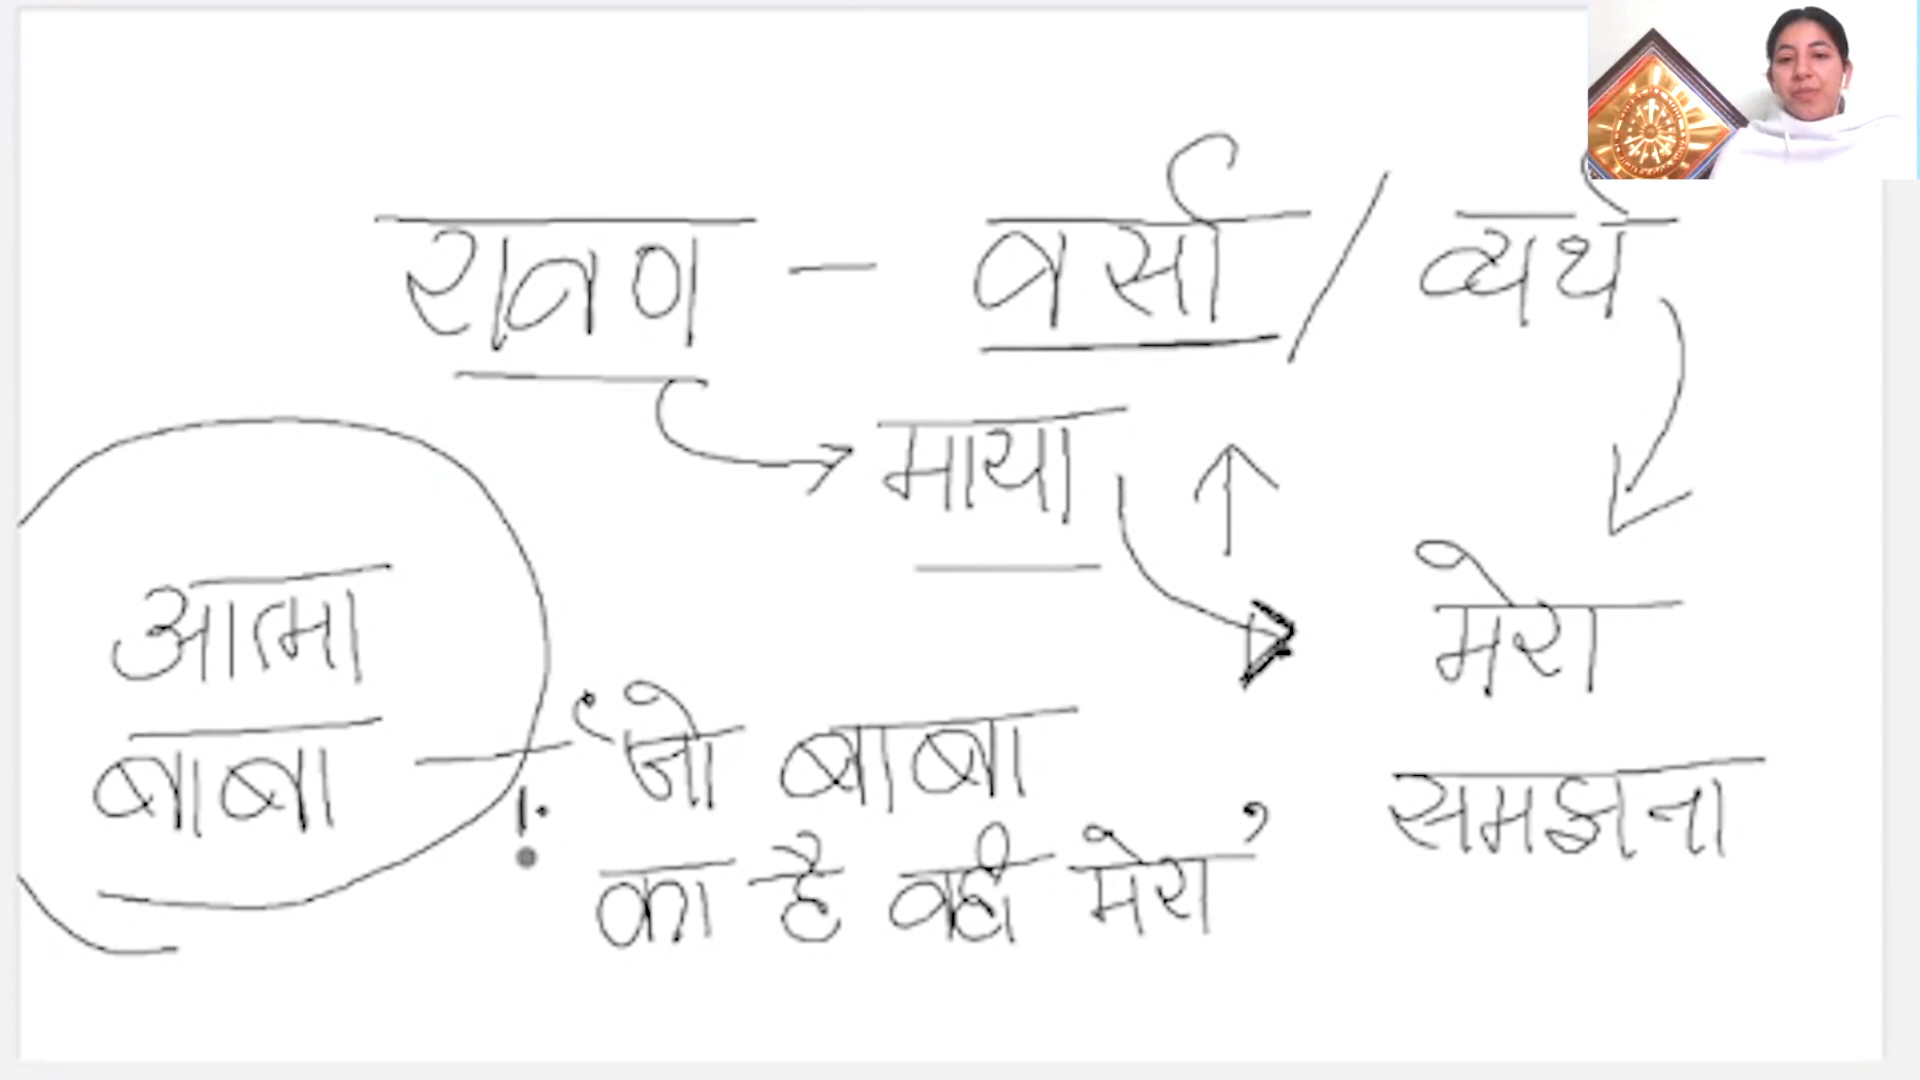 रावण - वर्सा / व्यर्थ
माया
मेरा
समझना
आत्मा
बाबा - ‘जो बाबा
का है वही मेरा’